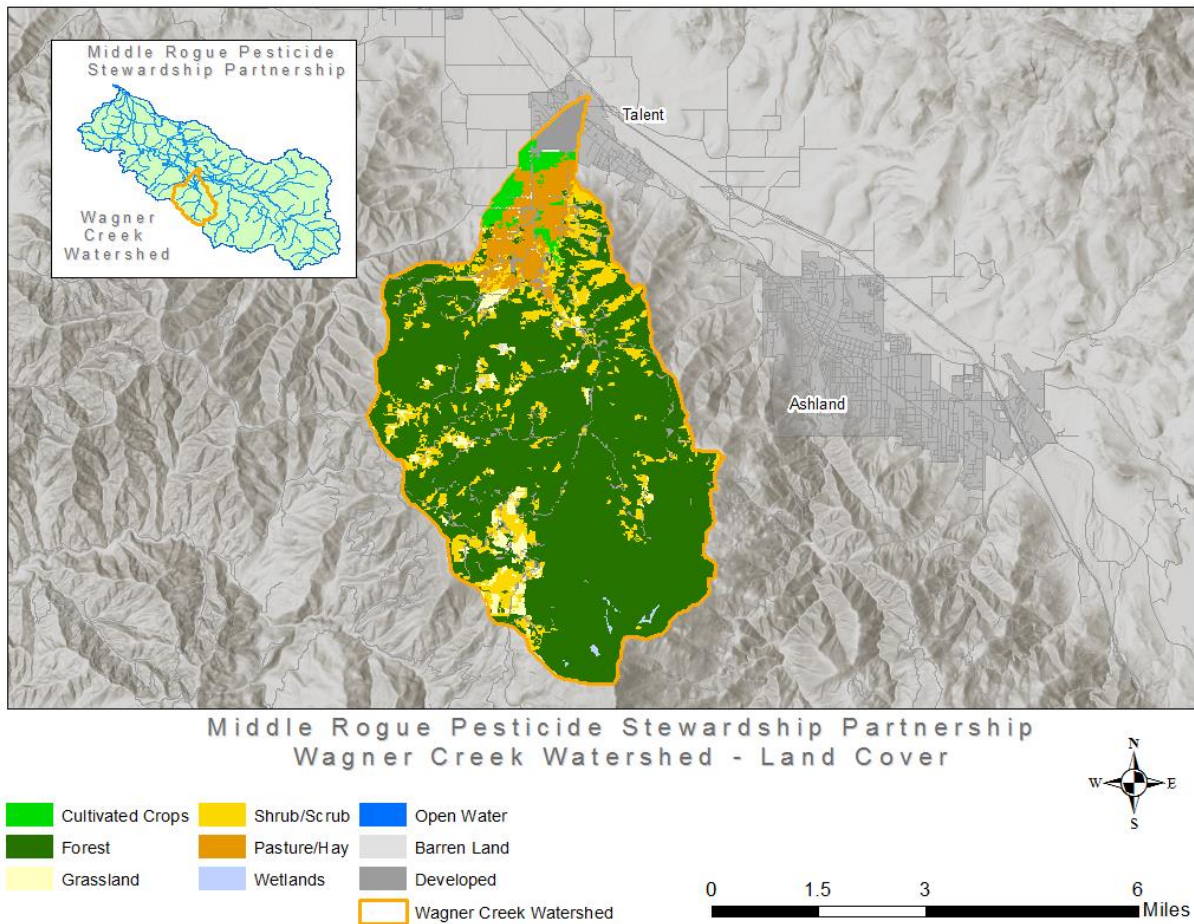 Middle Rogue Pesticide
Stewardship Partnership
Wagner
Creek
Watershed
Talent
Ashland
Middle Rogue Pesticide Stewardship Partnership
Wagner Creek Watershed - Land Cover
N
W
E
S
Cultivated Crops
Shrub/Scrub
Open Water
Forest
Pasture/Hay
Barren Land
Grassland
Wetlands
Developed
Wagner Creek Watershed
0
1.5
3
6
Miles